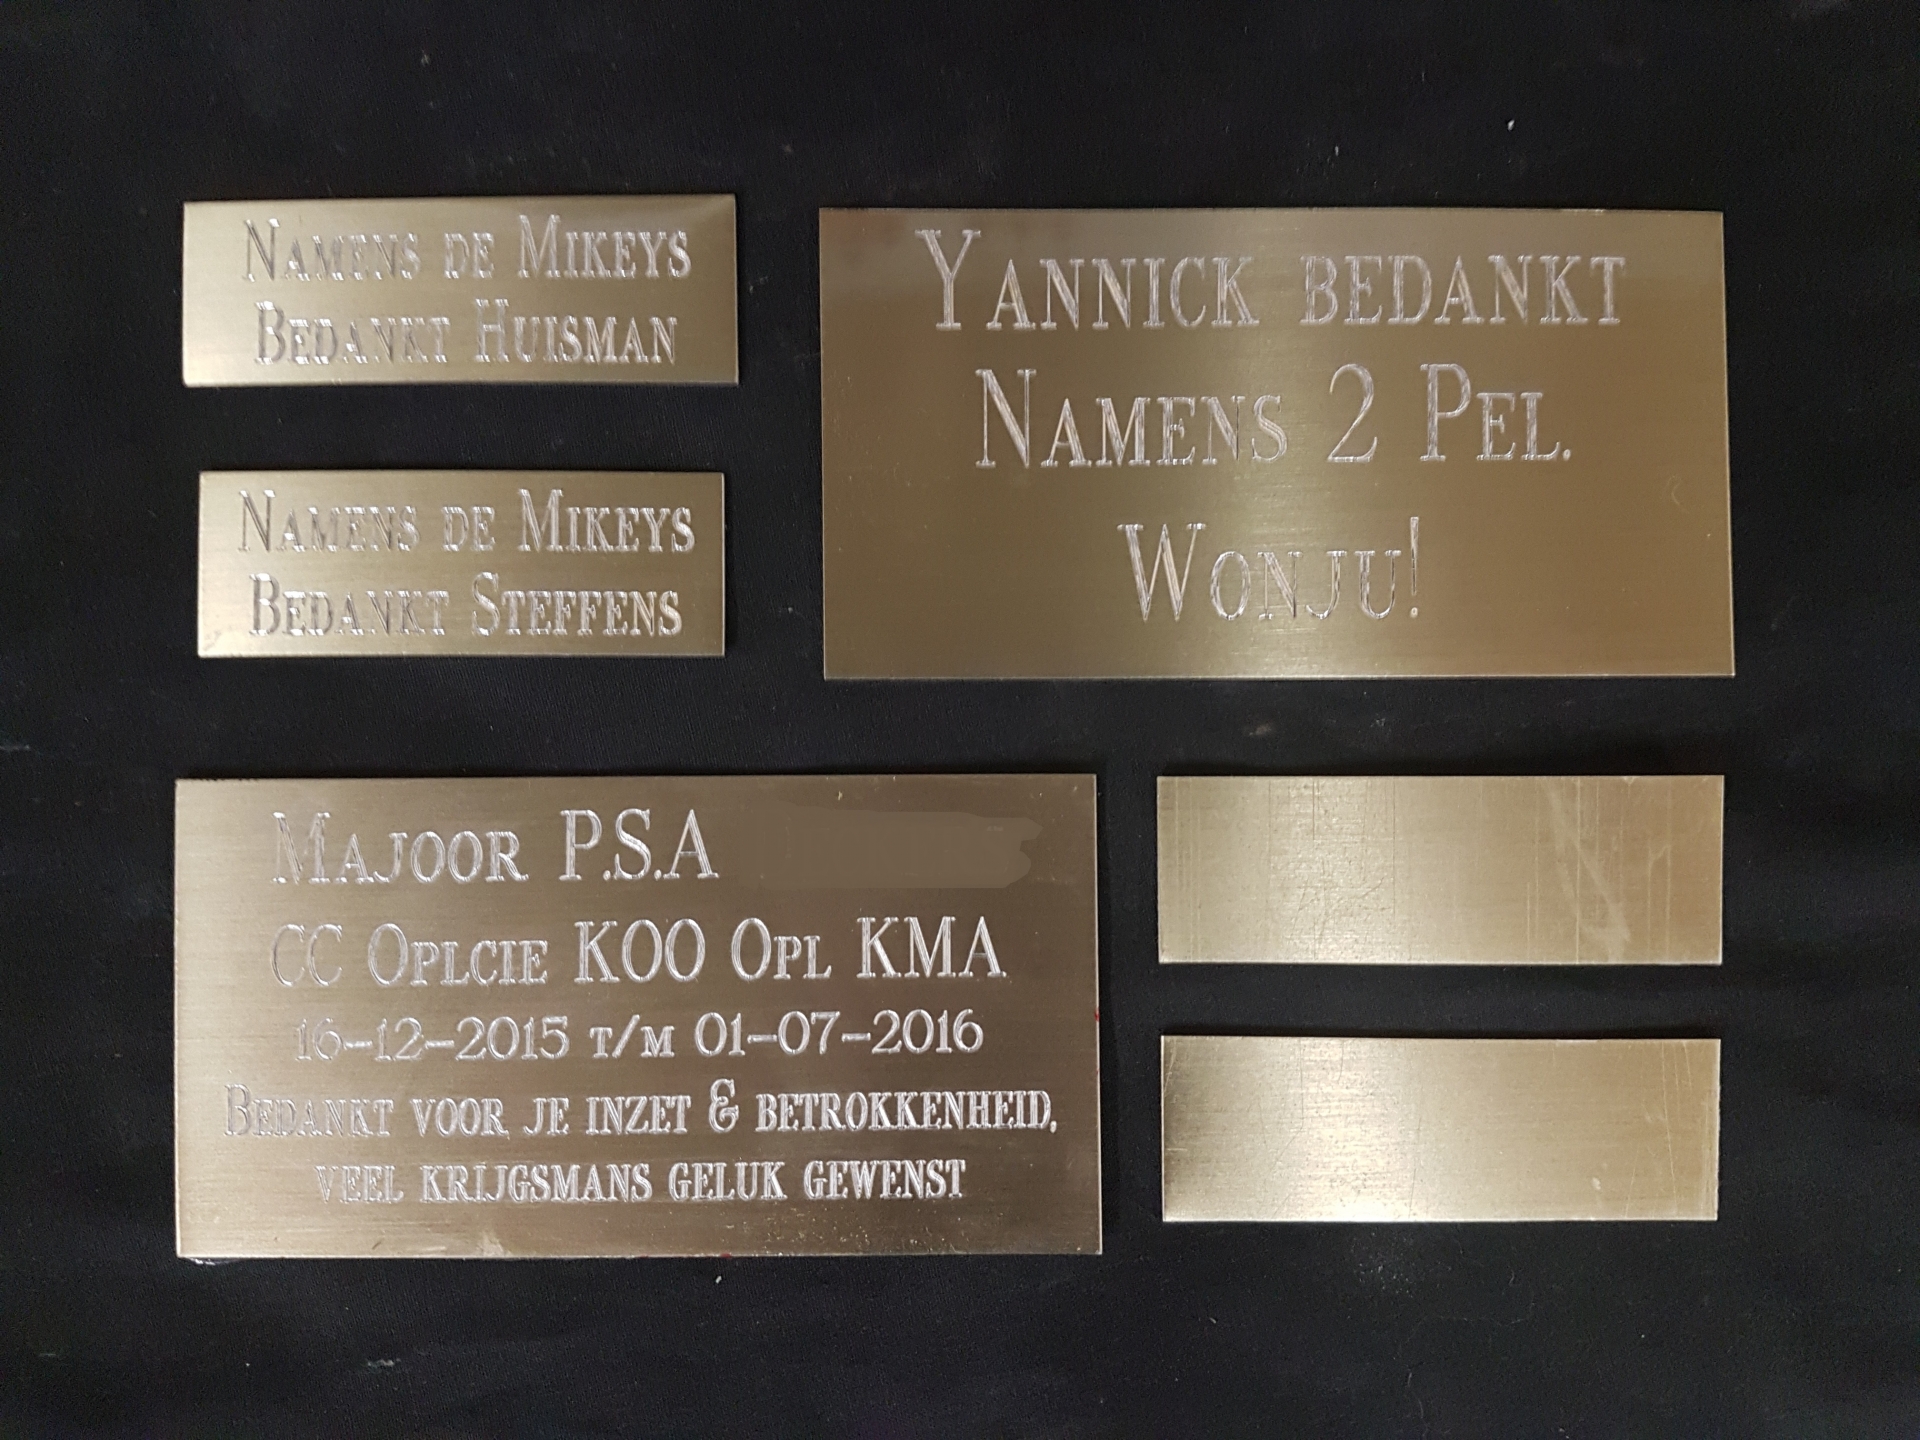 Namens de Mikeys
Bedankt Huisman
Yannick bedankt
Namens 2 Pel.
Wonju!
Namens de Mikeys
Bedankt Steffens
Majoor P.S.A
CC Oplcie KOO Opl KMA
16-12-2015 t/m 01-07-2016
Bedankt voor je inzet & betrokkenheid,
veel krijgsmans geluk gewenst